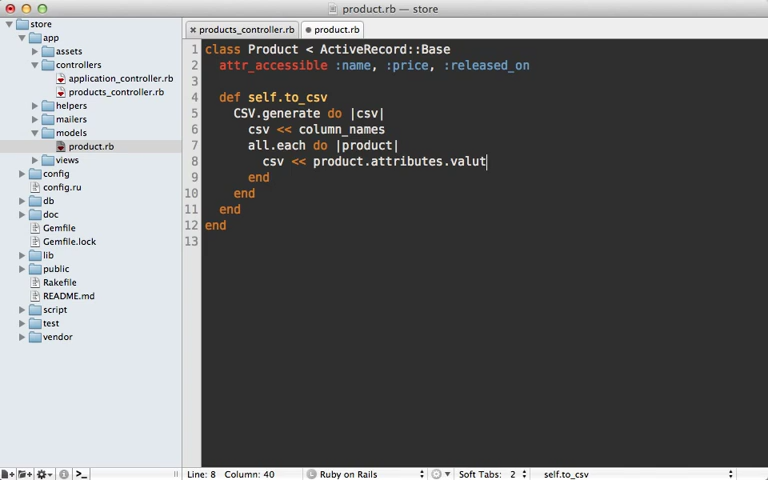 product.rb — store
store
app
assets
controllers
application_controller.rb
products_controller.rb
helpers
mailers
models
product.rb
views
config
config.ru
db
doc
Gemfile
Gemfile.lock
lib
public
Rakefile
README.md
script
test
vendor
products_controller.rb
product.rb
1 class Product < ActiveRecord::Base
2 attr_accessible :name, :price, :released_on
3
4 def self.to_csv
5 CSV.generate do |csv|
6 csv << column_names
7 all.each do |product|
8 csv << product.attributes.valut
9 end
10 end
11 end
12 end
13
Line: 8 Column: 40 Ruby on Rails Soft Tabs: 2 self.to_csv